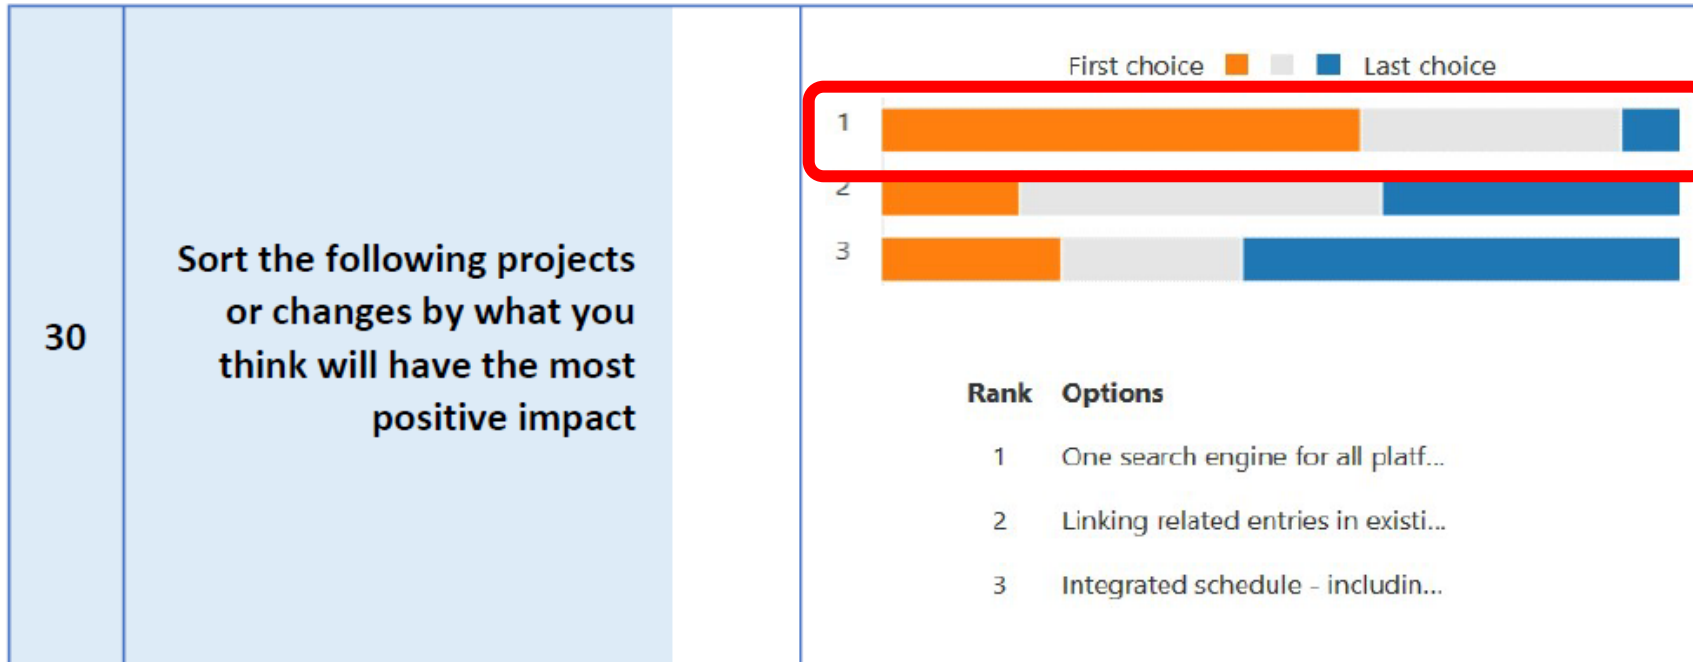 30
Sort the following projects
or changes by what you
think will have the most
positive impact
First choice Last choice
1
2
3
Rank Options
1 One search engine for all platf...
2 Linking related entries in existi...
3 Integrated schedule - includin...